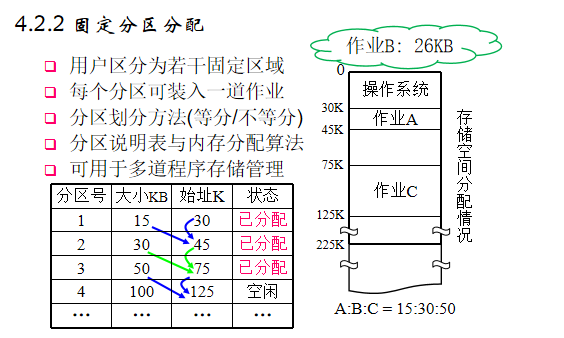 4.2.2 固定分区分配
用户区分为若干固定区域
每个分区可装入一道作业
分区划分方法(等分/不等分)
分区说明表与内存分配算法
可用于多道程序存储管理
分区号 大小KB 始址K 状态
1 15 30 已分配
2 30 45 已分配
3 50 75 已分配
4 100 125 空闲
… … … …
作业B: 26KB
0
操作系统
30K
作业A
45K
75K
作业C
125K
225K
存储空间分配情况
A:B:C = 15:30:50